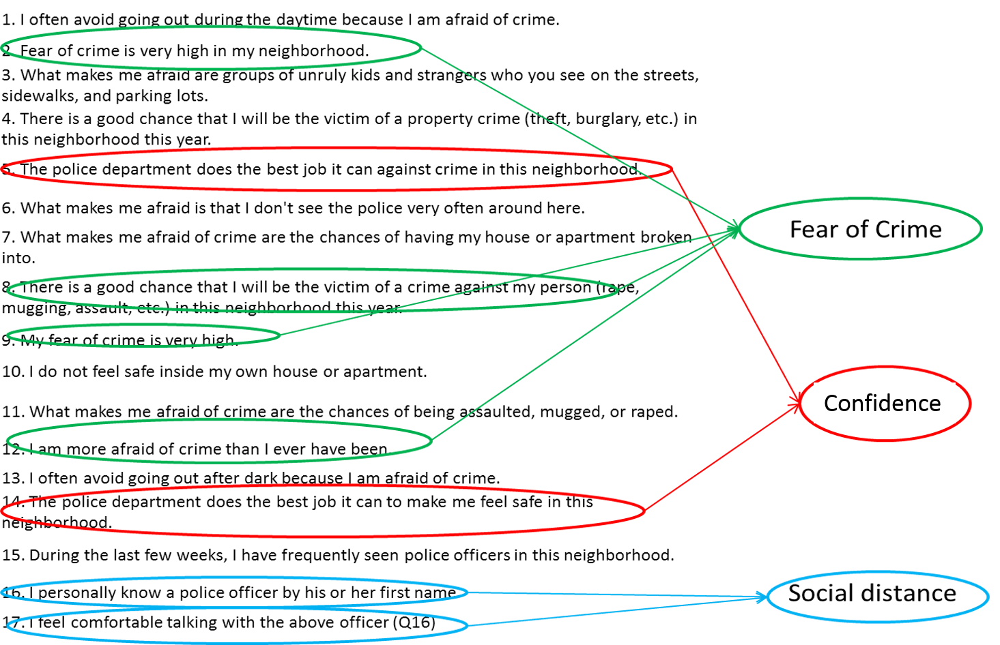 1. I often avoid going out during the daytime because I am afraid of crime.
2. Fear of crime is very high in my neighborhood.
3. What makes me afraid are groups of unruly kids and strangers who you see on the streets,
sidewalks, and parking lots.
4. There is a good chance that I will be the victim of a property crime (theft, burglary, etc.) in
this neighborhood this year.
5. The police department does the best job it can against crime in this neighborhood.
6. What makes me afraid is that I don't see the police very often around here.
Fear of Crime
7. What makes me afraid of crime are the chances of having my house or apartment broken
into.
8. There is a good chance that I will be the victim of a crime against my person (rape,
mugging, assault, etc.) in this neighborhood this year.
9. My fear of crime is very high.
10. I do not feel safe inside my own house or apartment.
Confidence
11. What makes me afraid of crime are the chances of being assaulted, mugged, or raped.
12. I am more afraid of crime than I ever have been.
13. I often avoid going out after dark because I am afraid of crime.
14. The police department does the best job it can to make me feel safe in this
neighborhood.
15. During the last few weeks, I have frequently seen police officers in this neighborhood.
16. I personally know a police officer by his or her first name
Social distance
17. I feel comfortable talking with the above officer (Q16)